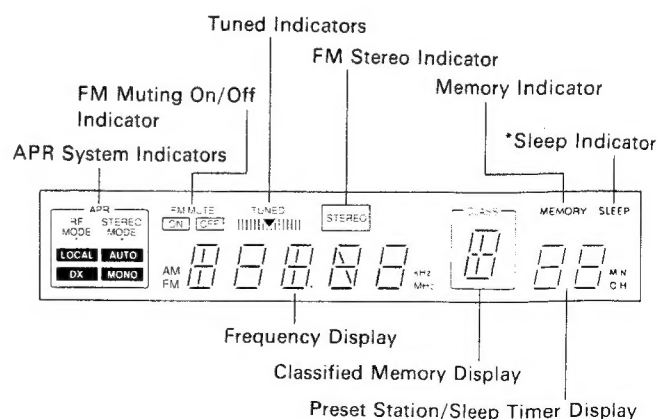 Tuned Indicators
FM Stereo Indicator
FM Muting On/Off
Indicator
Memory Indicator
*Sleep Indicator
APR System Indicators
APR
RF MODE
STEREO MODE
LOCAL AUTO
DX MONO
FM MUTE
ON OFF
TUNED
STEREO
CLASS
MEMORY SLEEP
AM
FM
kHz
MHz
MN
CH
Frequency Display
Classified Memory Display
Preset Station/Sleep Timer Display